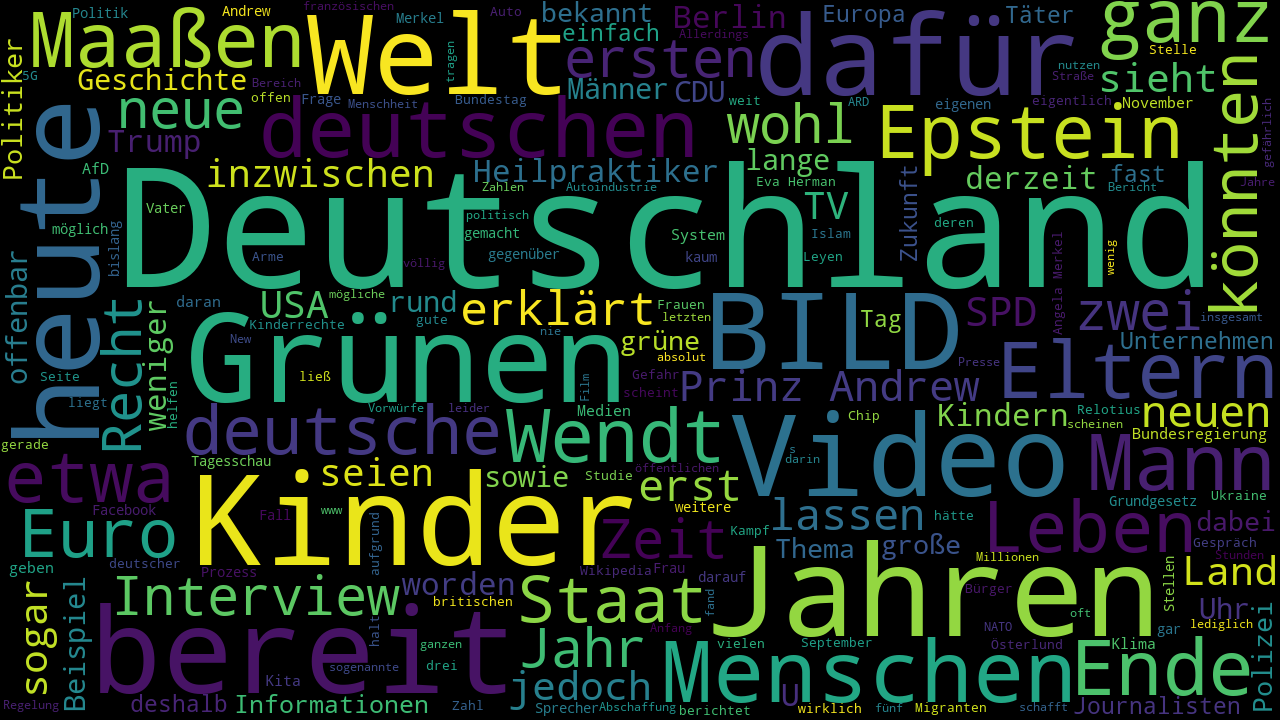 Politik
Andrew
französischen
Auto
bekannt
Berlin
Europa
Täter
ganz
Maaßen
Welt
Merkel
einfach
Allerdings
dafür
Stelle
Politiker
5G
Geschichte
Bereich
tragen
ersten
nutzen
Straße
sieht
könnten
offen
Frage
Menschheit
Bundestag
Männer
CDU
weit
ARD
eigenen
eigentlich
November
gefährlich
heute
neue
Trump
deutschen
wohl
Epstein
AfD
inzwischen
Heilpraktiker
lange
derzeit
fast
Zahlen
Autoindustrie
Eva Herman
Bericht
Jahre
Vater
Deutschland
TV
Zukunft
möglich
politisch
gemacht
System
Islam
deren
bislang
Arme
völlig
gegenüber
kaum
Leyen
wenig
offenbar
daran
USA
mögliche
rund
erklärt
Frauen
BILD
Tag
SPD
Angela Merkel
zwei
insgesamt
Recht
weniger
Kinderrechte
gute
letzten
Grünen
New
nie
grüne
Unternehmen
Seite
ließ
absolut
Presse
Eltern
liegt
helfen
Film
Gefahr
scheint
Prinz Andrew
Vorwürfe
leider
Medien
Chip
Kindern
Relotius
neuen
gerade
deutsche
Wendt
Video
scheinen
Bundesregierung
Mann
etwa
Tagesschau
seien
sowie
Studie
öffentlichen
erst
s
darin
Kinder
Facebook
Fall
www
weitere
lassen
hätte
Leben
Grundgesetz
Ukraine
dabei
Euro
deutscher
aufgrund
Zeit
Kampf
Thema
große
Gespräch
geben
Prozess
Wikipedia
Frau
darauf
Millionen
Stunden
sogar
Beispiel
Interview
worden
britischen
Staat
fand
Jahren
Bürger
Stellen
Land
Uhr
Polizei
bereit
halt
ganzen
Jahr
Anfang
vielen
September
NATO
oft
gar
lediglich
sogenannte
drei
Menschen
Österlund
Klima
Ende
Kita
jedoch
U
deshalb
Informationen
Zahl
Sprecher
Abschaffung
berichtet
wirklich
fünf
Migranten
schafft
Journalisten
Regelung